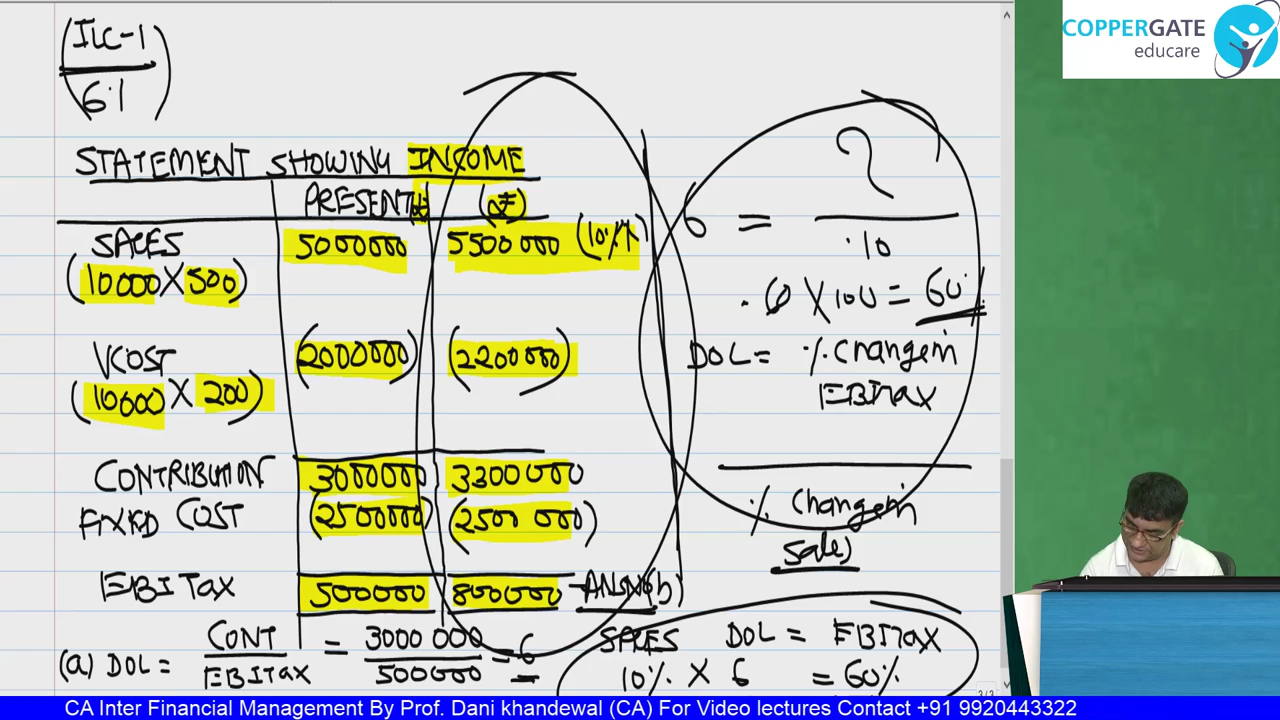 (ILC-1
6.1)
COPPERGATE
educare
STATEMENT SHOWING INCOME
PRESENT(₹) (₹)
SALES 5000000 5500000 (10%↑)
(10000X500)
VCOST (2000000) (2200000)
(10000 X 200)
CONTRIBUTION 3000000 3300000
FIXED COST (2500000) (2500000)
EBITax 500000 800000 - ANS(b)
(a) DOL = CONT / EBITax = 3000000 / 500000 = 6
6 = ? / .10
.6 X 100 = 60%
DOL = % change in
EBITax
% change in
Sales
SALES DOL = EBITax
10% X 6 = 60%
3/3
CA Inter Financial Management By Prof. Dani khandewal (CA) For Video lectures Contact +91 9920443322